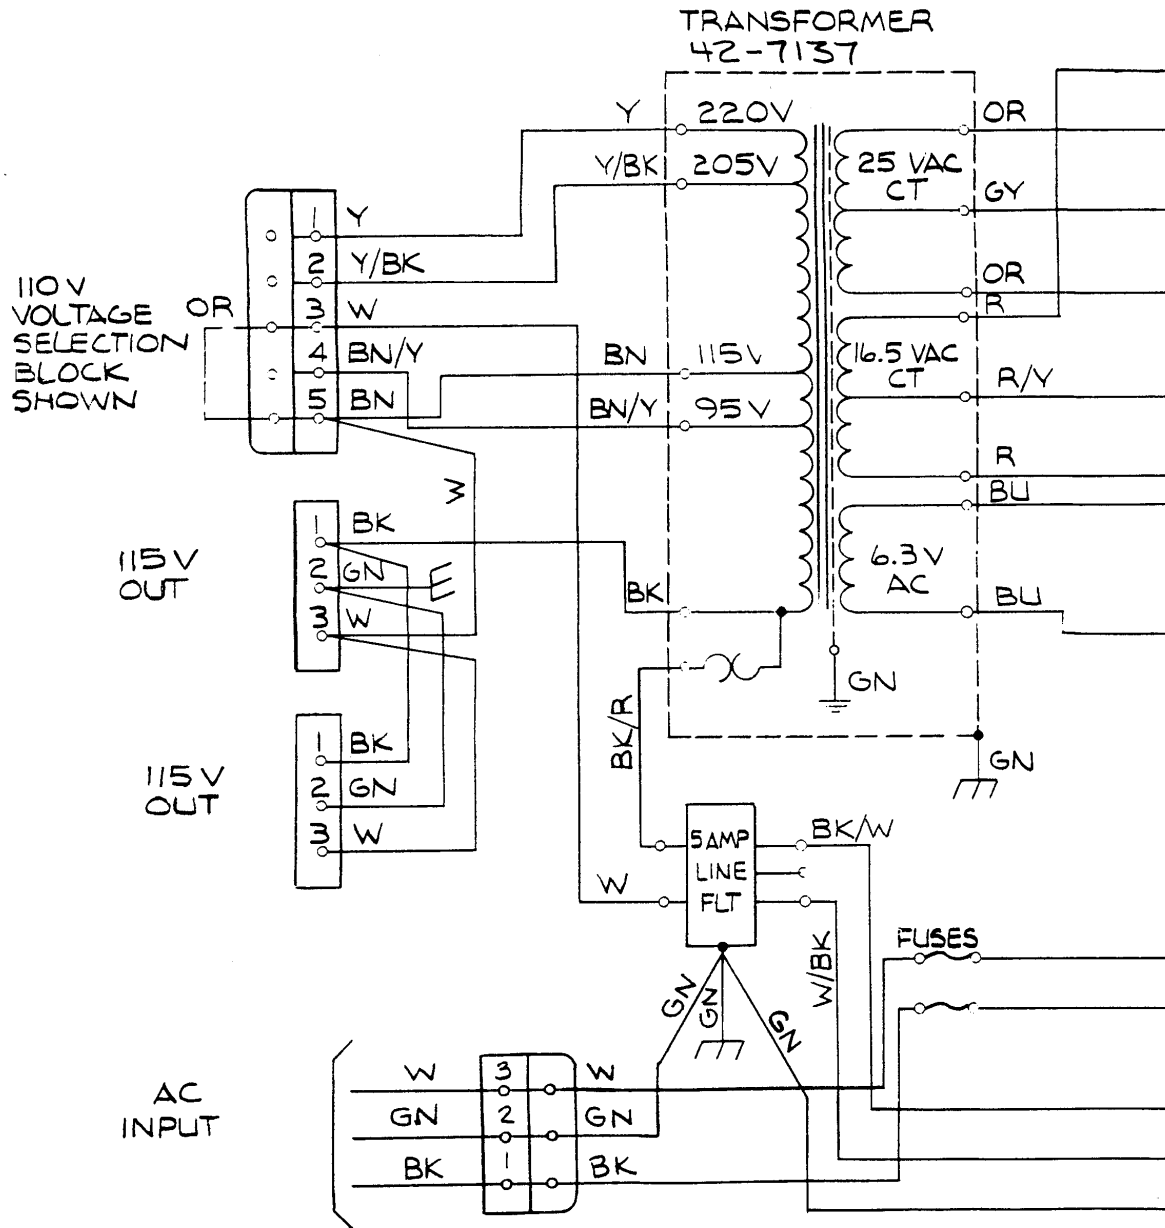 TRANSFORMER
42-7137
Y
220V
OR
Y/BK
205V
25 VAC
CT
GY
1
Y
2
Y/BK
OR
110V
VOLTAGE
SELECTION
BLOCK
SHOWN
OR
3
W
R
4
BN/Y
BN
115V
16.5 VAC
CT
R/Y
5
BN
BN/Y
95V
R
W
BU
115V
OUT
1
BK
2
GN
3
W
BK
6.3V
AC
BU
GN
BK/R
GN
115V
OUT
1
BK
2
GN
3
W
5 AMP
LINE
FLT
BK/W
W
W/BK
FUSES
GN
GN
GN
AC
INPUT
W
3
W
GN
2
GN
BK
1
BK